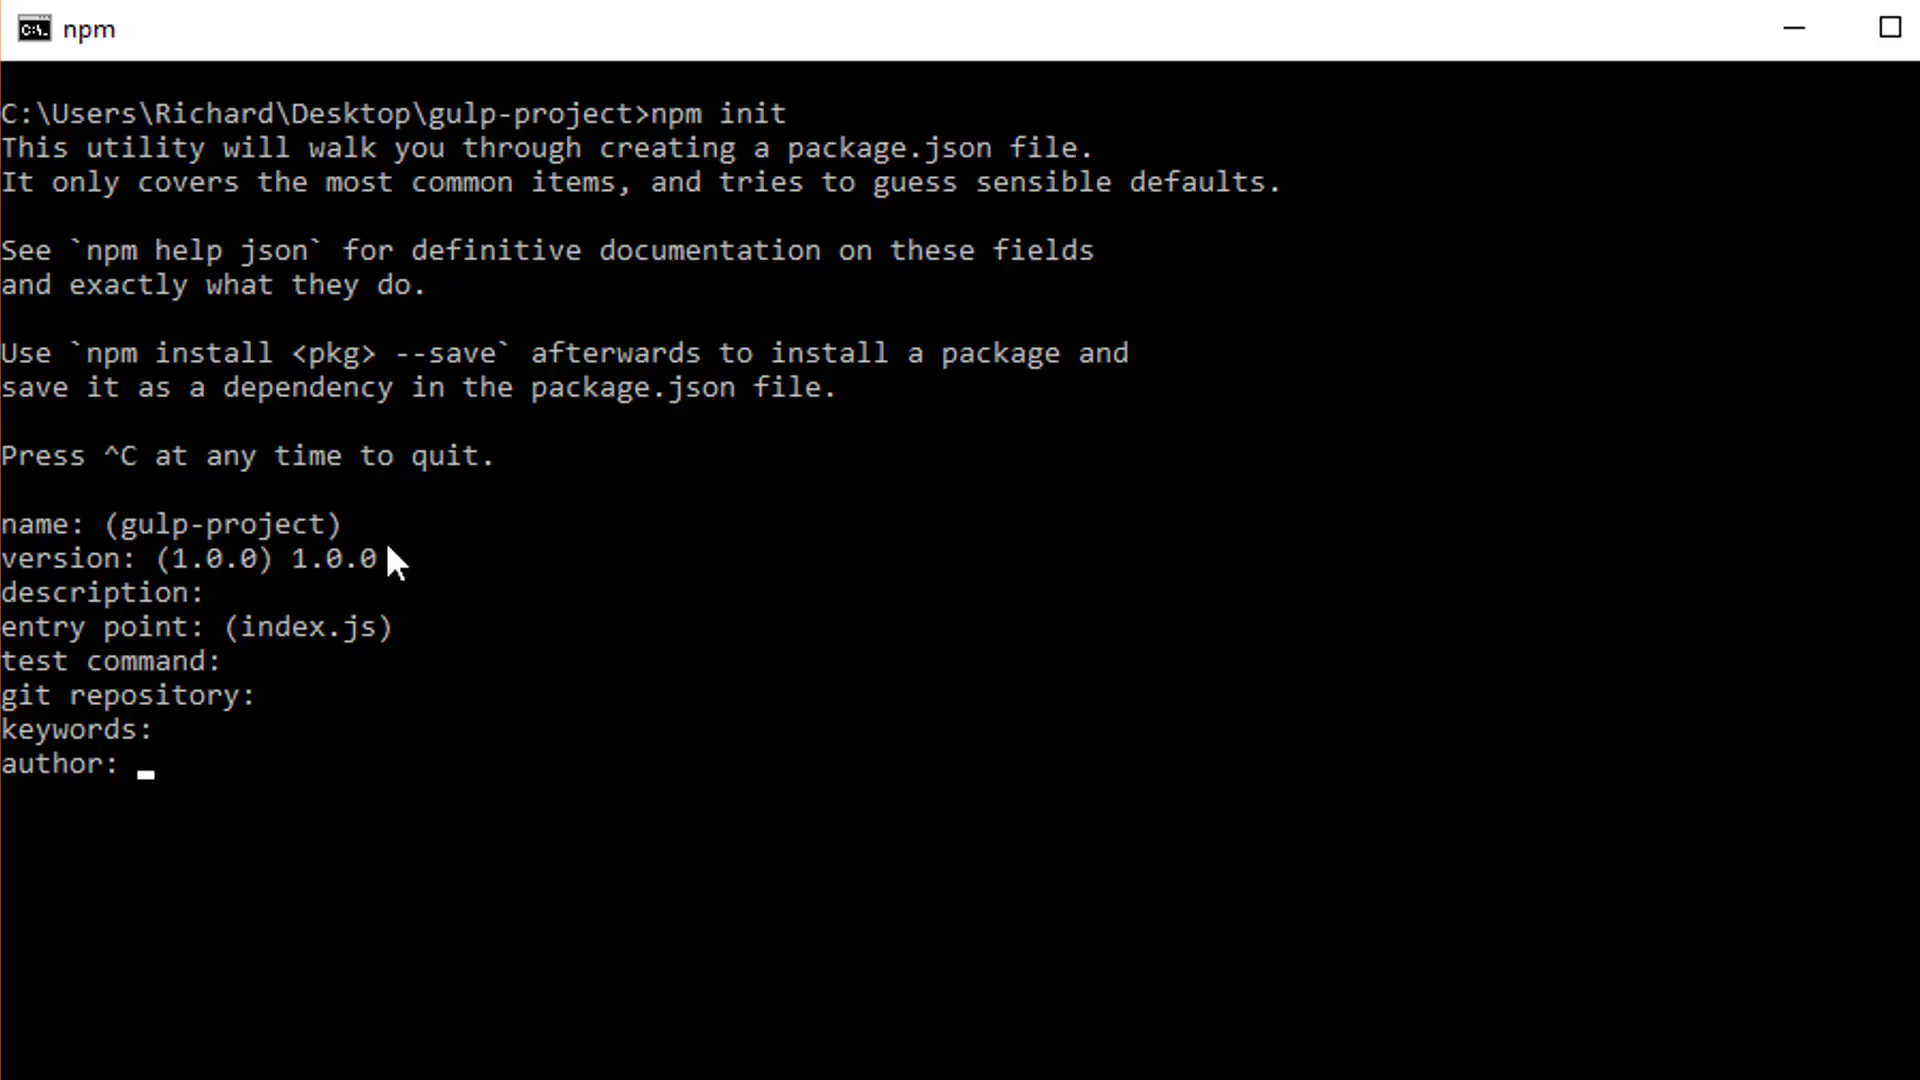 npm
C:\Users\Richard\Desktop\gulp-project>npm init
This utility will walk you through creating a package.json file.
It only covers the most common items, and tries to guess sensible defaults.
See `npm help json` for definitive documentation on these fields
and exactly what they do.
Use `npm install <pkg> --save` afterwards to install a package and
save it as a dependency in the package.json file.
Press ^C at any time to quit.
name: (gulp-project)
version: (1.0.0) 1.0.0
description:
entry point: (index.js)
test command:
git repository:
keywords:
author: